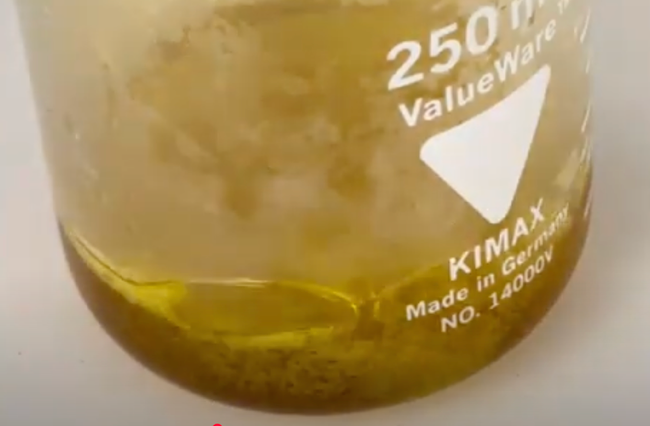 250
ValueWare
KIMAX
Made in Germany
NO. 14000V